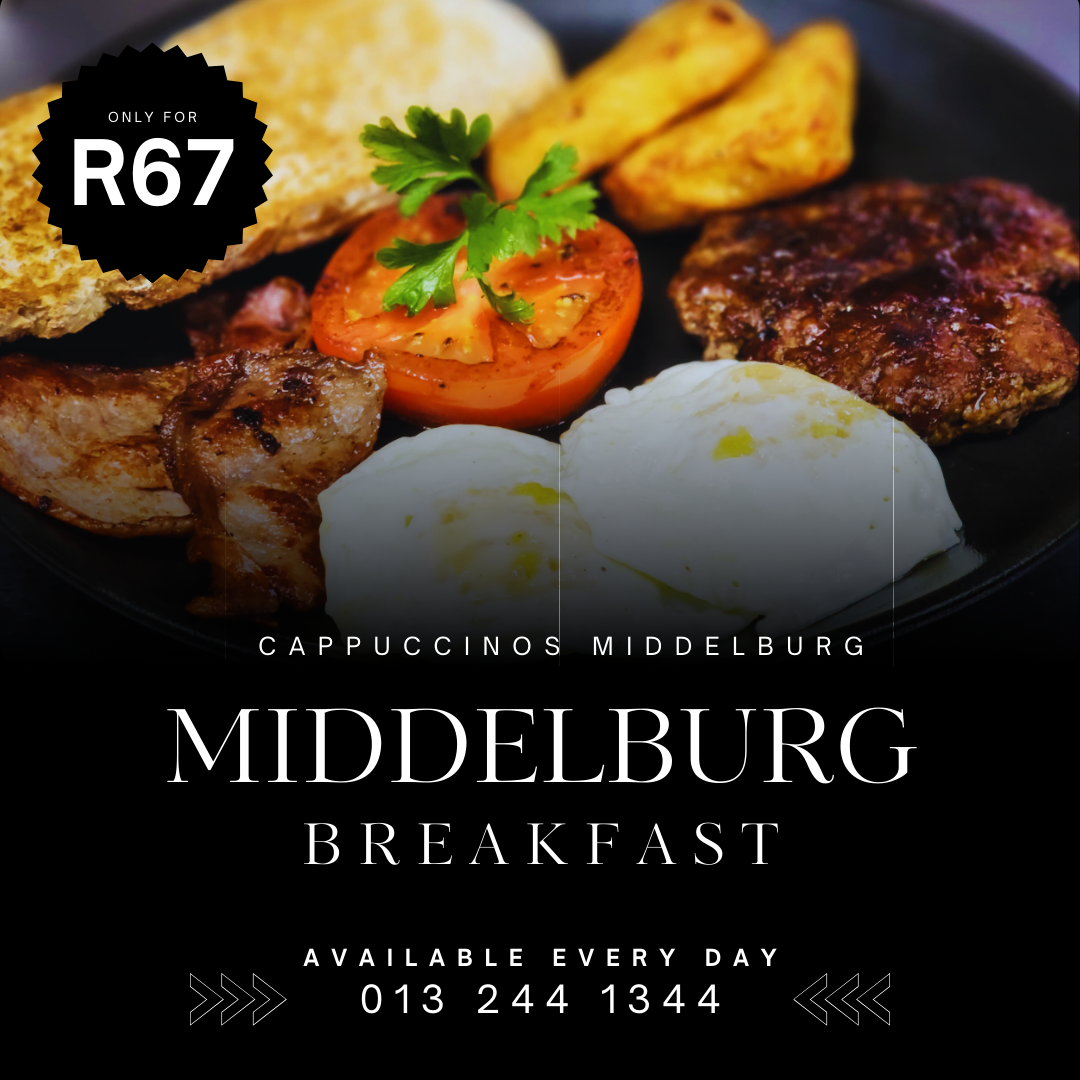 ONLY FOR
R67
CAPPUCCINOS MIDDELBURG
MIDDELBURG
BREAKFAST
AVAILABLE EVERY DAY
013 244 1344